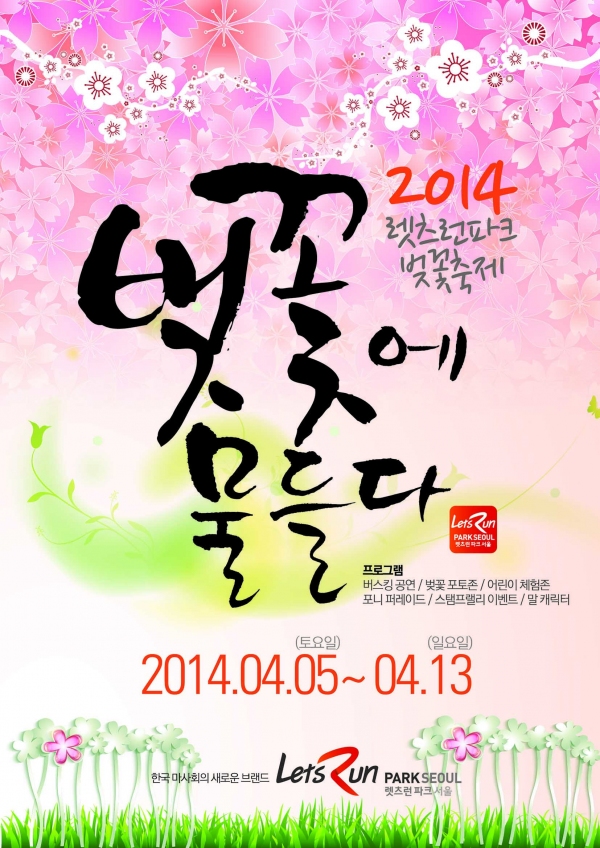 2014
렛츠런파크
벚꽃축제
벚꽃에
물들다
Let's Run
PARK SEOUL
렛츠런 파크 서울
프로그램
버스킹 공연 / 벚꽃 포토존 / 어린이 체험존
포니 퍼레이드 / 스탬프랠리 이벤트 / 말 캐릭터
(토요일) (일요일)
2014.04.05~04.13
한국 마사회의 새로운 브랜드 Let's Run PARK SEOUL
렛츠런 파크 서울